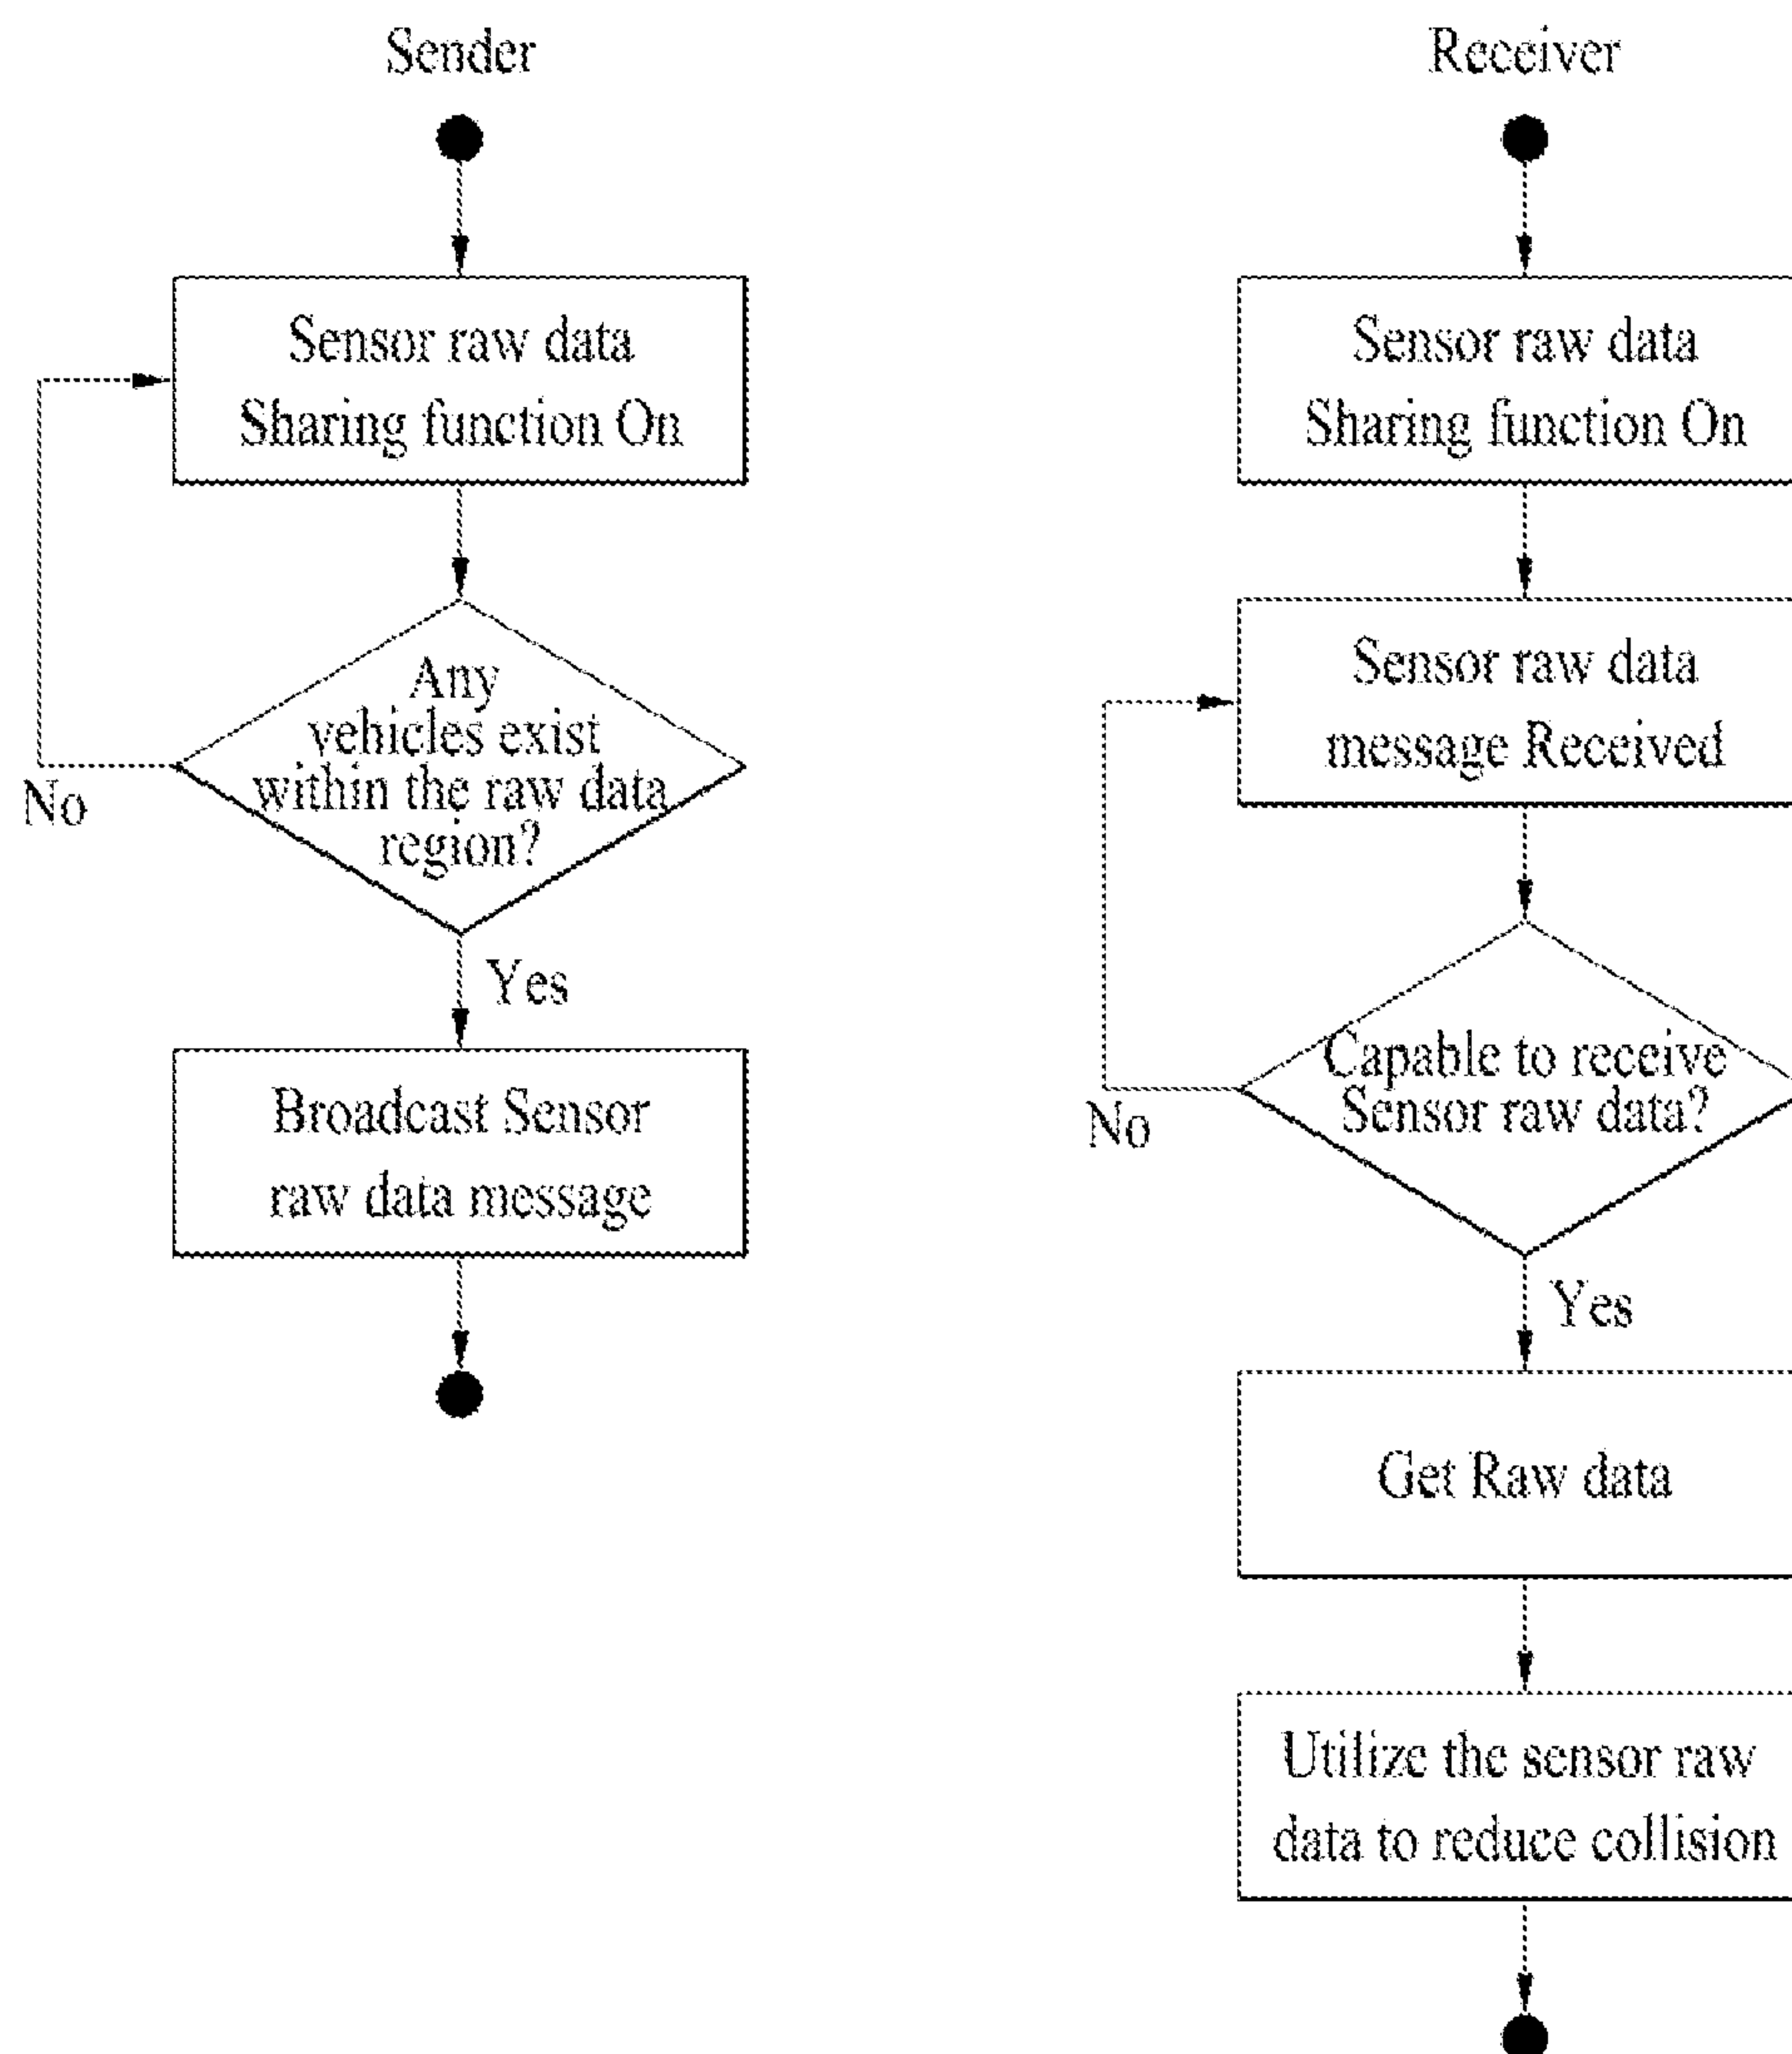 Sender
Sensor raw data
Sharing function On
Any
vehicles exist
within the raw data
region?
No
Yes
Broadcast Sensor
raw data message
Receiver
Sensor raw data
Sharing function On
Sensor raw data
message Received
Capable to receive
Sensor raw data?
No
Yes
Get Raw data
Utilize the sensor raw
data to reduce collision